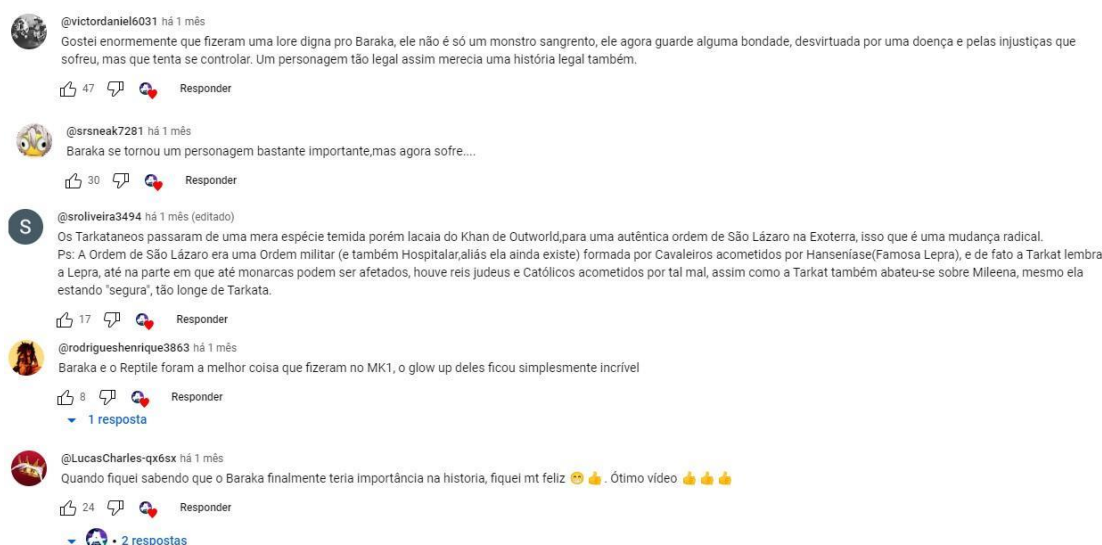 @victordaniel6031 há 1 mês
Gostei enormemente que fizeram uma lore digna pro Baraka, ele não é só um monstro sangrento, ele agora guarde alguma bondade, desvirtuada por uma doença e pelas injustiças que
sofreu, mas que tenta se controlar. Um personagem tão legal assim merecia uma história legal também.
47 Responder
@srsneak7281 há 1 mês
Baraka se tornou um personagem bastante importante,mas agora sofre....
30 Responder
S
@sroliveira3494 há 1 mês (editado)
Os Tarkataneos passaram de uma mera espécie temida porém lacaia do Khan de Outworld,para uma autêntica ordem de São Lázaro na Exoterra, isso que é uma mudança radical.
Ps: A Ordem de São Lázaro era uma Ordem militar (e também Hospitalar,aliás ela ainda existe) formada por Cavaleiros acometidos por Hanseníase(Famosa Lepra), e de fato a Tarkat lembra
a Lepra, até na parte em que até monarcas podem ser afetados, houve reis judeus e Católicos acometidos por tal mal, assim como a Tarkat também abateu-se sobre Mileena, mesmo ela
estando "segura", tão longe de Tarkata.
17 Responder
@rodrigueshenrique3863 há 1 mês
Baraka e o Reptile foram a melhor coisa que fizeram no MK1, o glow up deles ficou simplesmente incrível
8 Responder
1 resposta
@LucasCharles-qx6sx há 1 mês
Quando fiquei sabendo que o Baraka finalmente teria importância na historia, fiquei mt feliz 😁👍. Ótimo vídeo 👍👍👍
24 Responder
• 2 respostas